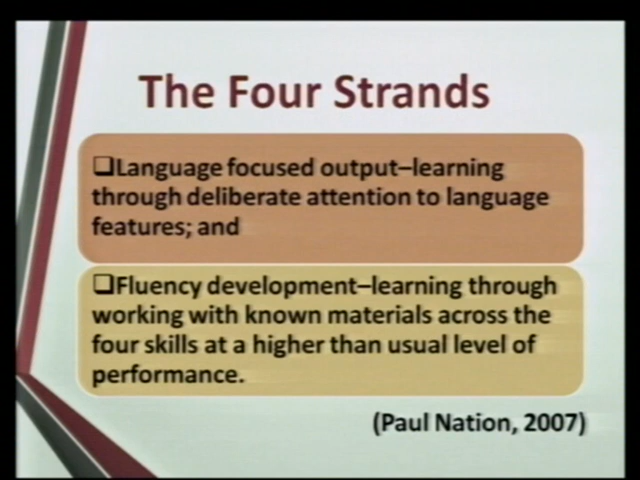 The Four Strands
❑Language focused output–learning
through deliberate attention to language
features; and
❑Fluency development–learning through
working with known materials across the
four skills at a higher than usual level of
performance.
(Paul Nation, 2007)